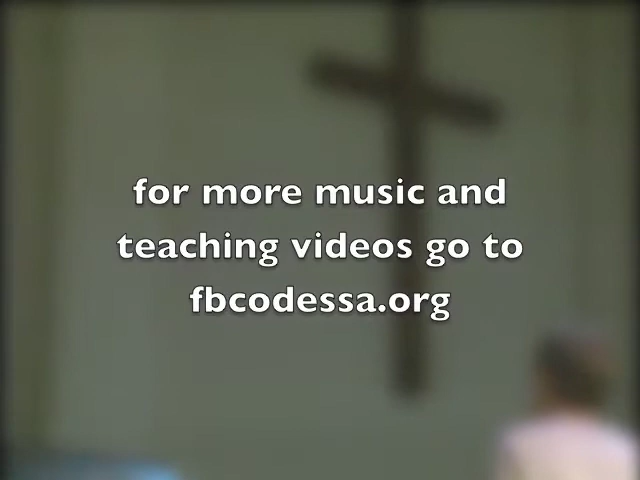 for more music and
teaching videos go to
fbcodessa.org